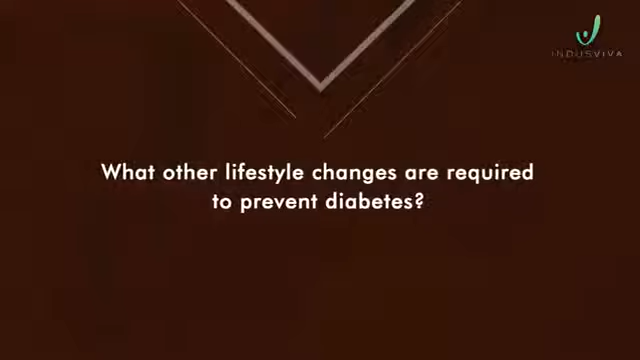 INDUSVIVA
What other lifestyle changes are required
to prevent diabetes?